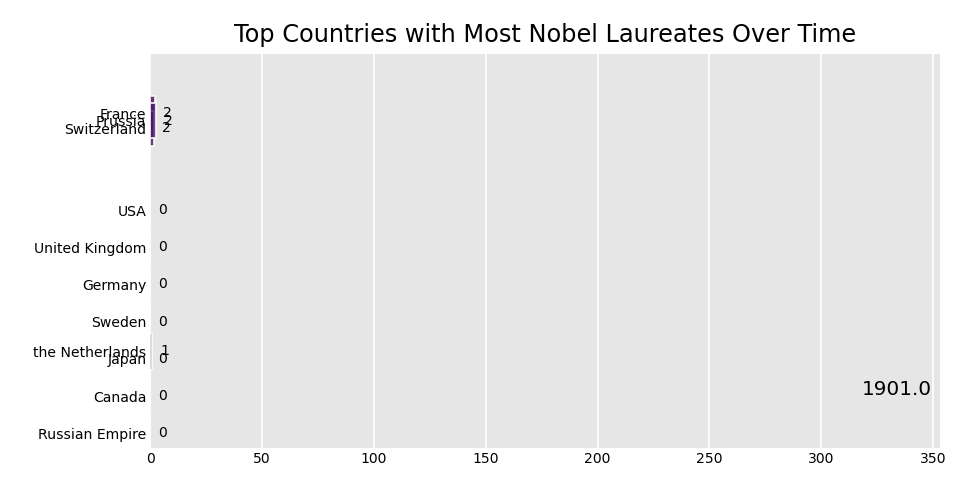 Top Countries with Most Nobel Laureates Over Time
France 2
Prussia 2
Switzerland 2
USA 0
United Kingdom 0
Germany 0
Sweden 0
the Netherlands 1
Japan 0
Canada 0
1901.0
Russian Empire 0
0 50 100 150 200 250 300 350